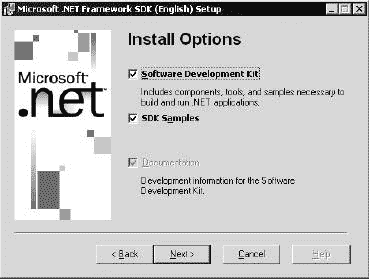 Microsoft .NET Framework SDK (English) Setup
Install Options
Microsoft
.net
Software Development Kit
Includes components, tools, and samples necessary to
build and run .NET applications.
SDK Samples
Documentation
Development information for the Software
Development Kit.
< Back
Next >
Cancel
Help